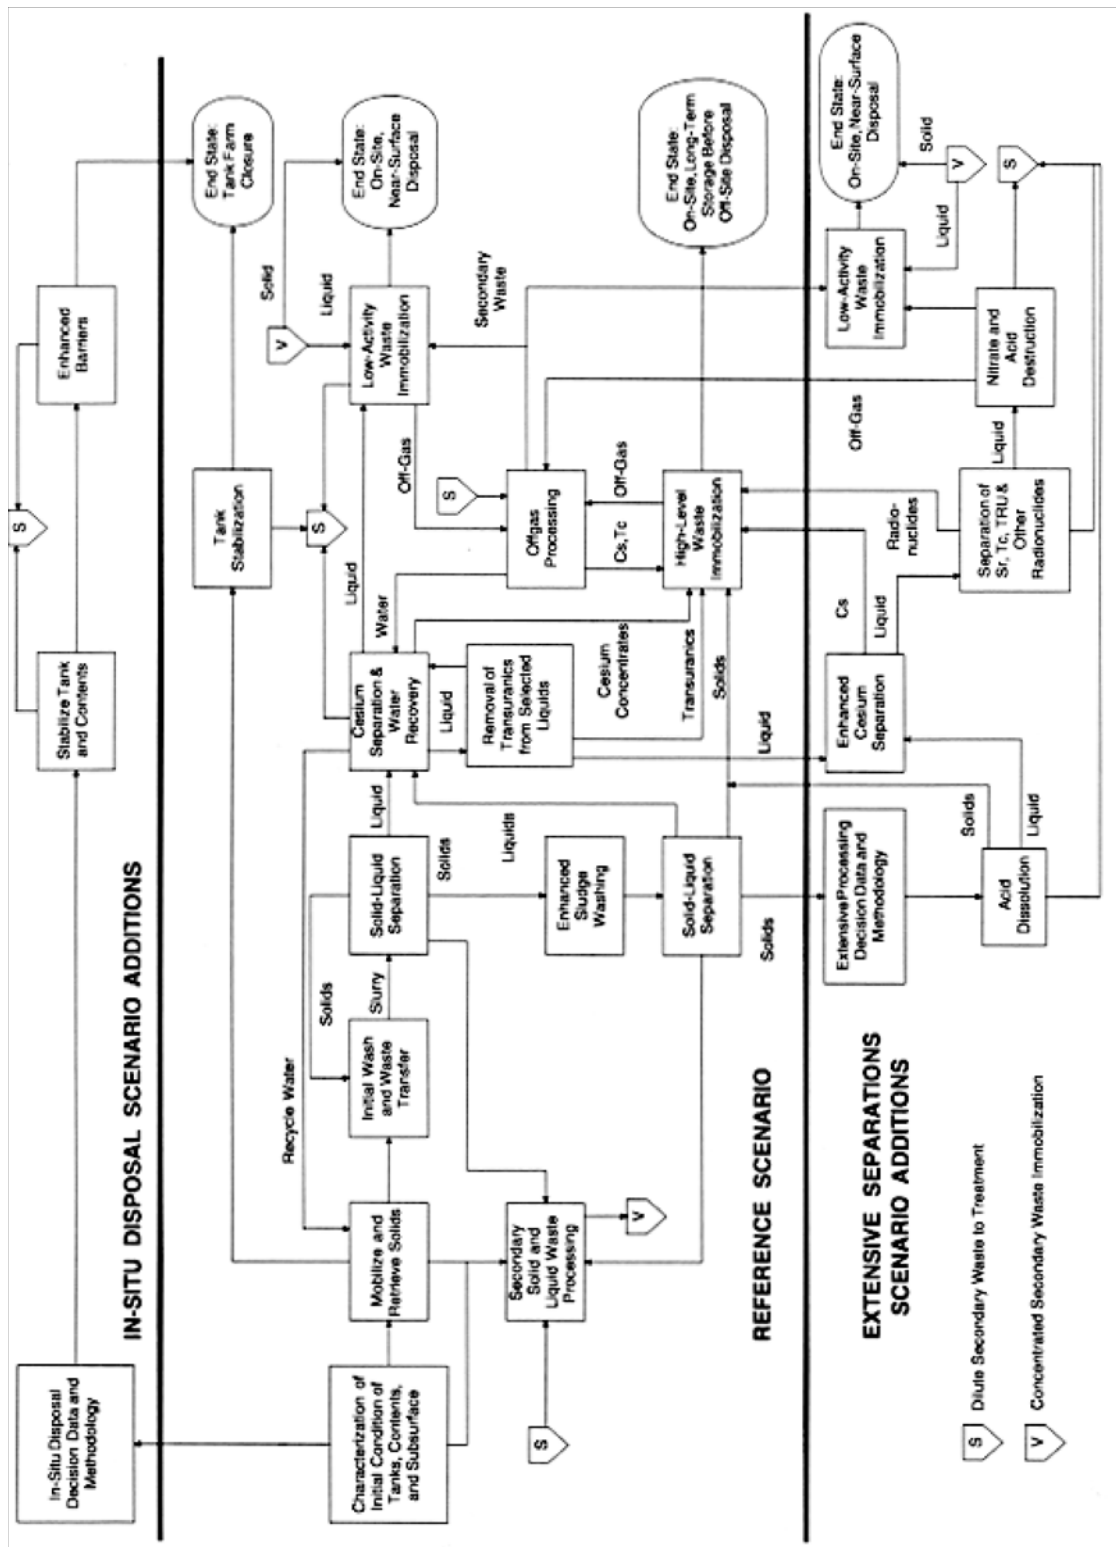 In-Situ Disposal
Decision Data and
Methodology
Stabilize Tank
and Contents
S
Enhanced
Barriers
IN-SITU DISPOSAL SCENARIO ADDITIONS
Characterization of
Initial Condition of
Tanks, Contents,
and Subsurface
Mobilize and
Retrieve Solids
Recycle Water
Initial Wash
and Waste
Transfer
Solids
Slurry
Solid-Liquid
Separation
Liquid
Solids
Cesium
Separation &
Water
Recovery
Liquid
Liquid
Water
Tank
Stabilization
S
End State:
Tank Farm
Closure
V
Solid
Liquid
Low-Activity
Waste
Immobilization
Off-Gas
End State:
On-Site,
Near-Surface
Disposal
S
Secondary
Solid and
Liquid Waste
Processing
V
Liquids
Enhanced
Sludge
Washing
Removal of
Transuranics
from Selected
Liquids
Cesium
Concentrates
S
Offgas
Processing
Secondary
Waste
Cs,Tc
Off-Gas
Solid-Liquid
Separation
Solids
Transuranics
Solids
Liquid
High-Level
Waste
Immobilization
End State:
On-Site, Long-Term
Storage Before
Off-Site Disposal
REFERENCE SCENARIO
EXTENSIVE SEPARATIONS
SCENARIO ADDITIONS
Extensive Processing
Decision Data and
Methodology
Enhanced
Cesium
Separation
Cs
Liquid
Radio-
nuclides
Off-Gas
Low-Activity
Waste
Immobilization
End State:
On-Site, Near-Surface
Disposal
Solids
Liquid
Acid
Dissolution
Separation of
Sr, Tc, TRU &
Other
Radionuclides
Liquid
Nitrate and
Acid
Destruction
Liquid
Solid
V
S
S Dilute Secondary Waste to Treatment
V Concentrated Secondary Waste Immobilization